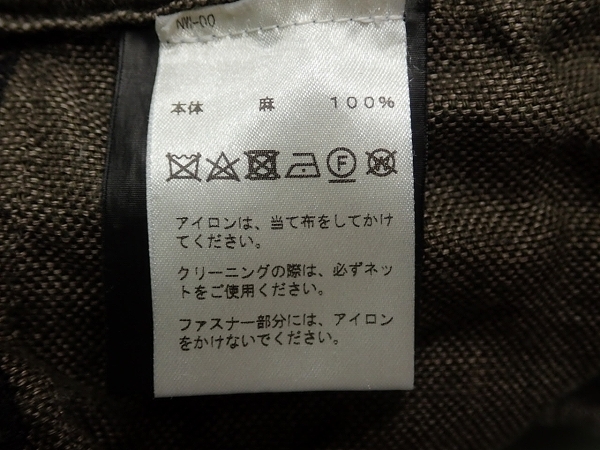 NW-00
本体 麻 100%
F W
アイロンは、当て布をしてかけ
てください。
クリーニングの際は、必ずネッ
トをご使用ください。
ファスナー部分には、アイロン
をかけないでください。